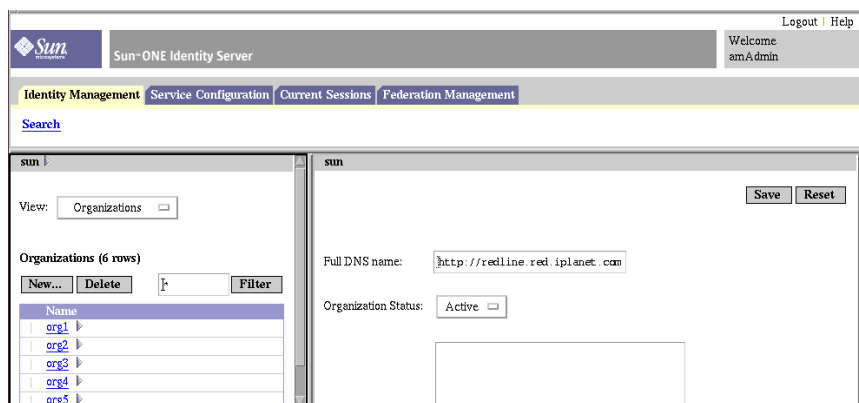 Logout | Help
Sun
microsystems
Sun™ ONE Identity Server
Welcome
amAdmin
Identity Management Service Configuration Current Sessions Federation Management
Search
sun
View: Organizations
Organizations (6 rows)
New... Delete * Filter
Name
org1
org2
org3
org4
org5
sun
Save Reset
Full DNS name: http://redline.red.iplanet.com
Organization Status: Active